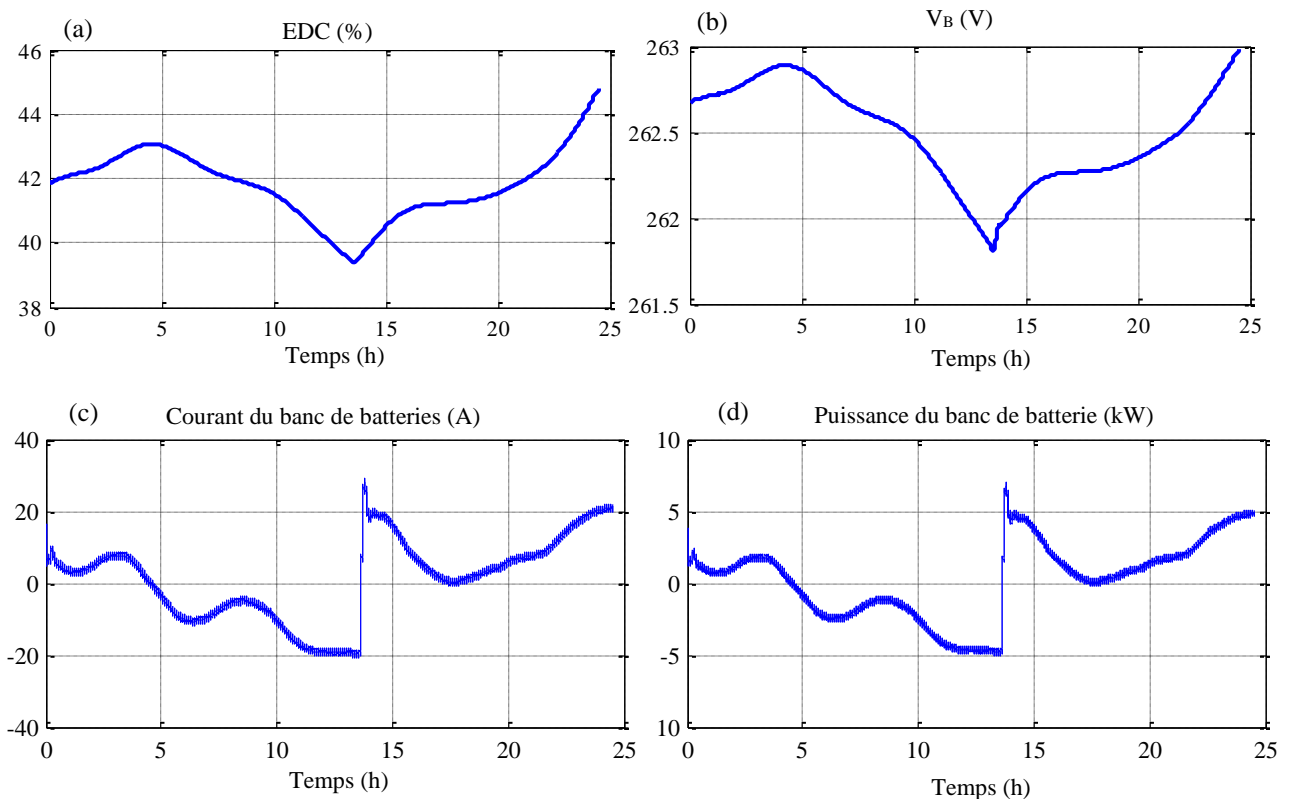 (a)
EDC (%)
46
44
42
40
38
0 5 10 15 20 25
Temps (h)
(b)
VB (V)
263
262.5
262
261.5
0 5 10 15 20 25
Temps (h)
(c)
Courant du banc de batteries (A)
40
20
0
-20
-40
0 5 10 15 20 25
Temps (h)
(d)
Puissance du banc de batterie (kW)
10
5
0
-5
10
0 5 10 15 20 25
Temps (h)